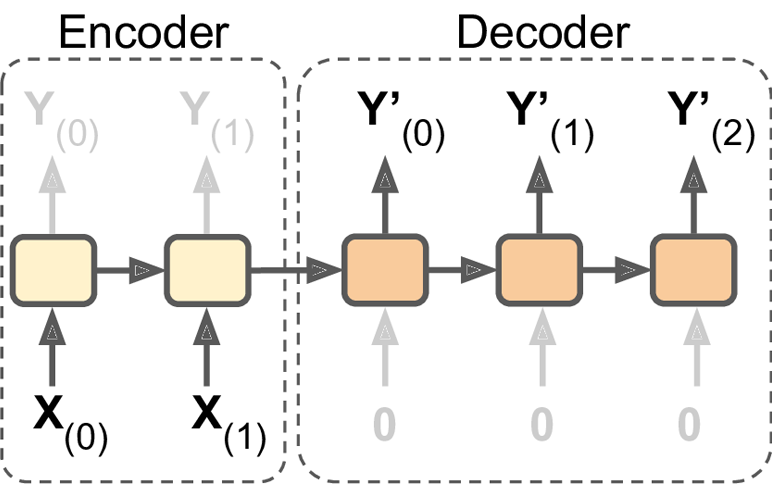 Encoder Decoder
Y(0) Y(1) Y’(0) Y’(1) Y’(2)
X(0) X(1) 0 0 0